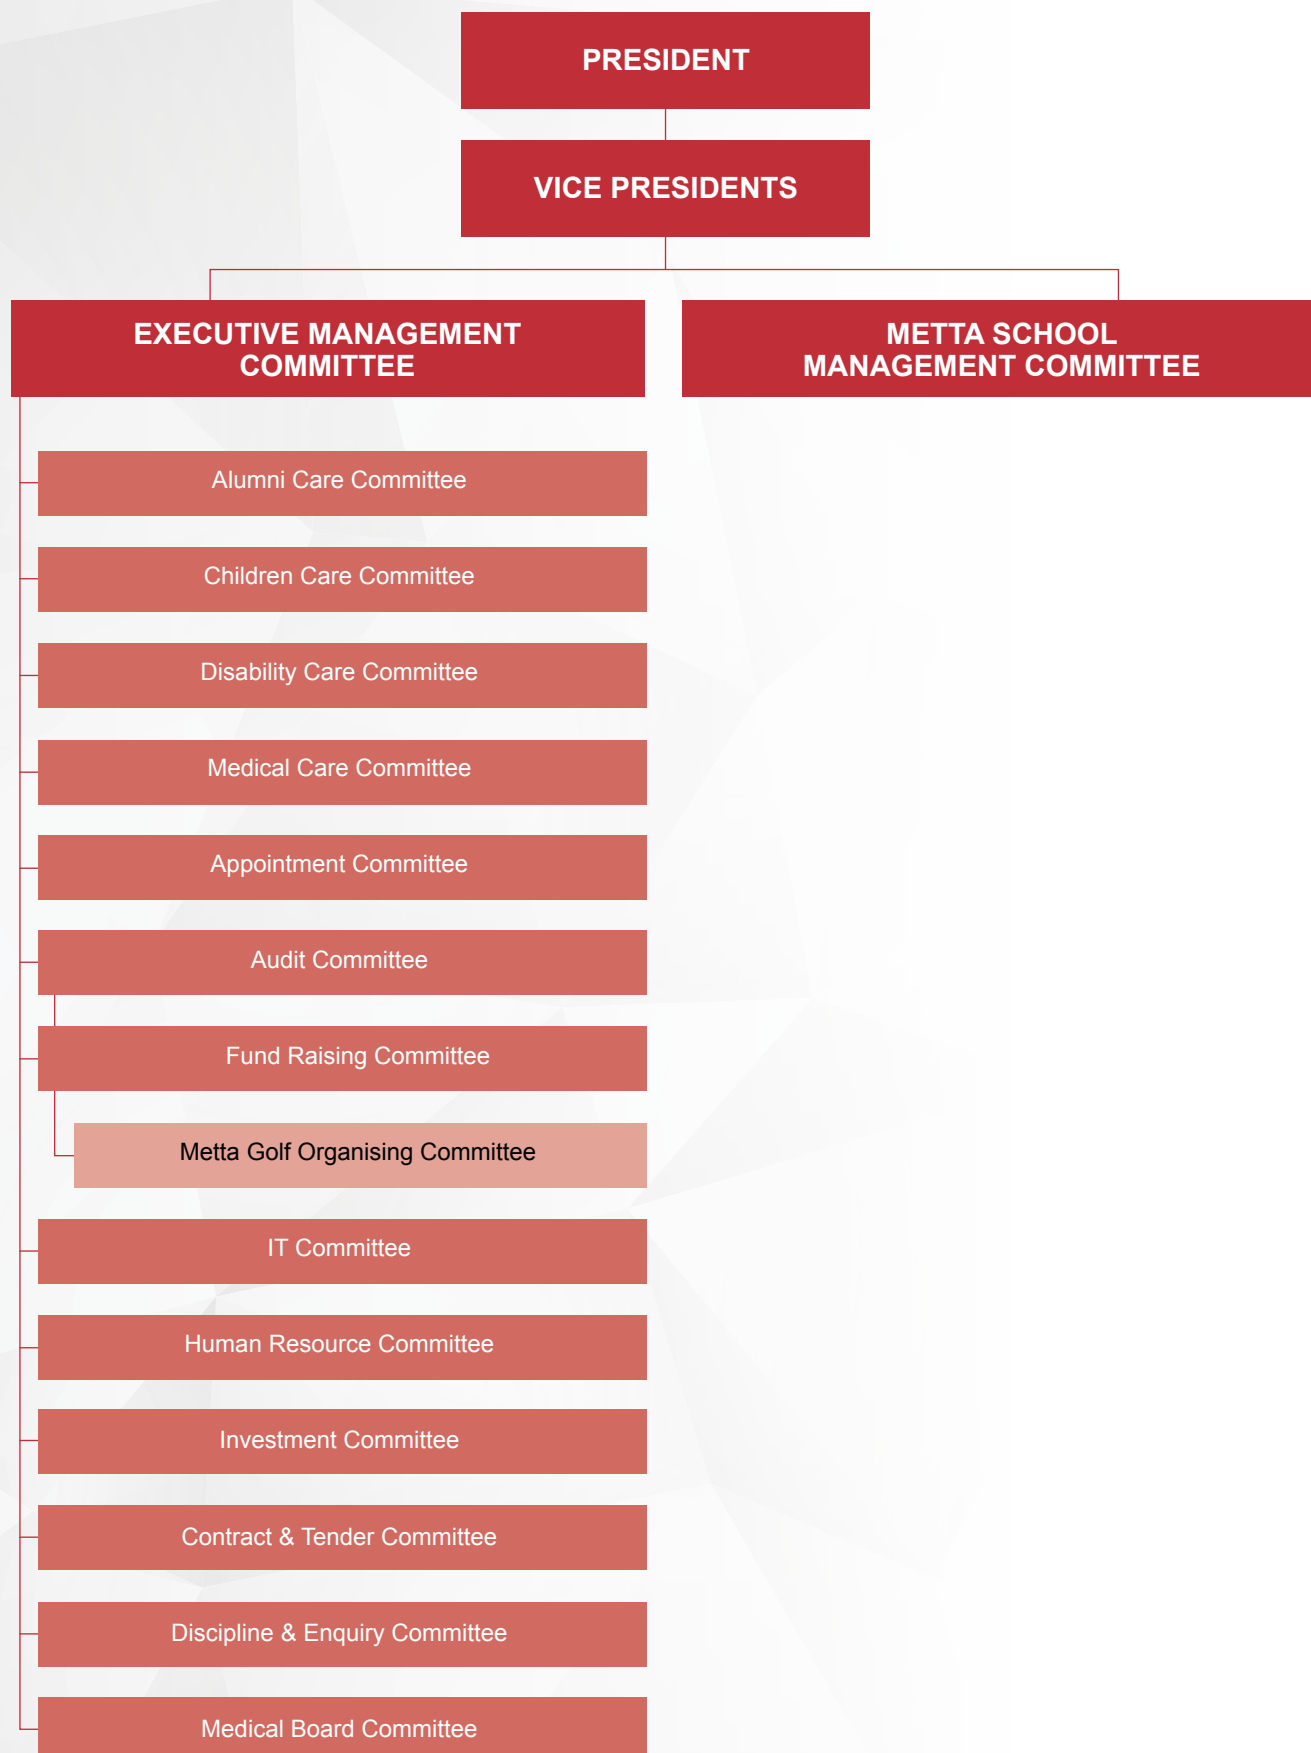 PRESIDENT
VICE PRESIDENTS
EXECUTIVE MANAGEMENT
COMMITTEE
METTA SCHOOL
MANAGEMENT COMMITTEE
Alumni Care Committee
Children Care Committee
Disability Care Committee
Medical Care Committee
Appointment Committee
Audit Committee
Fund Raising Committee
Metta Golf Organising Committee
IT Committee
Human Resource Committee
Investment Committee
Contract & Tender Committee
Discipline & Enquiry Committee
Medical Board Committee